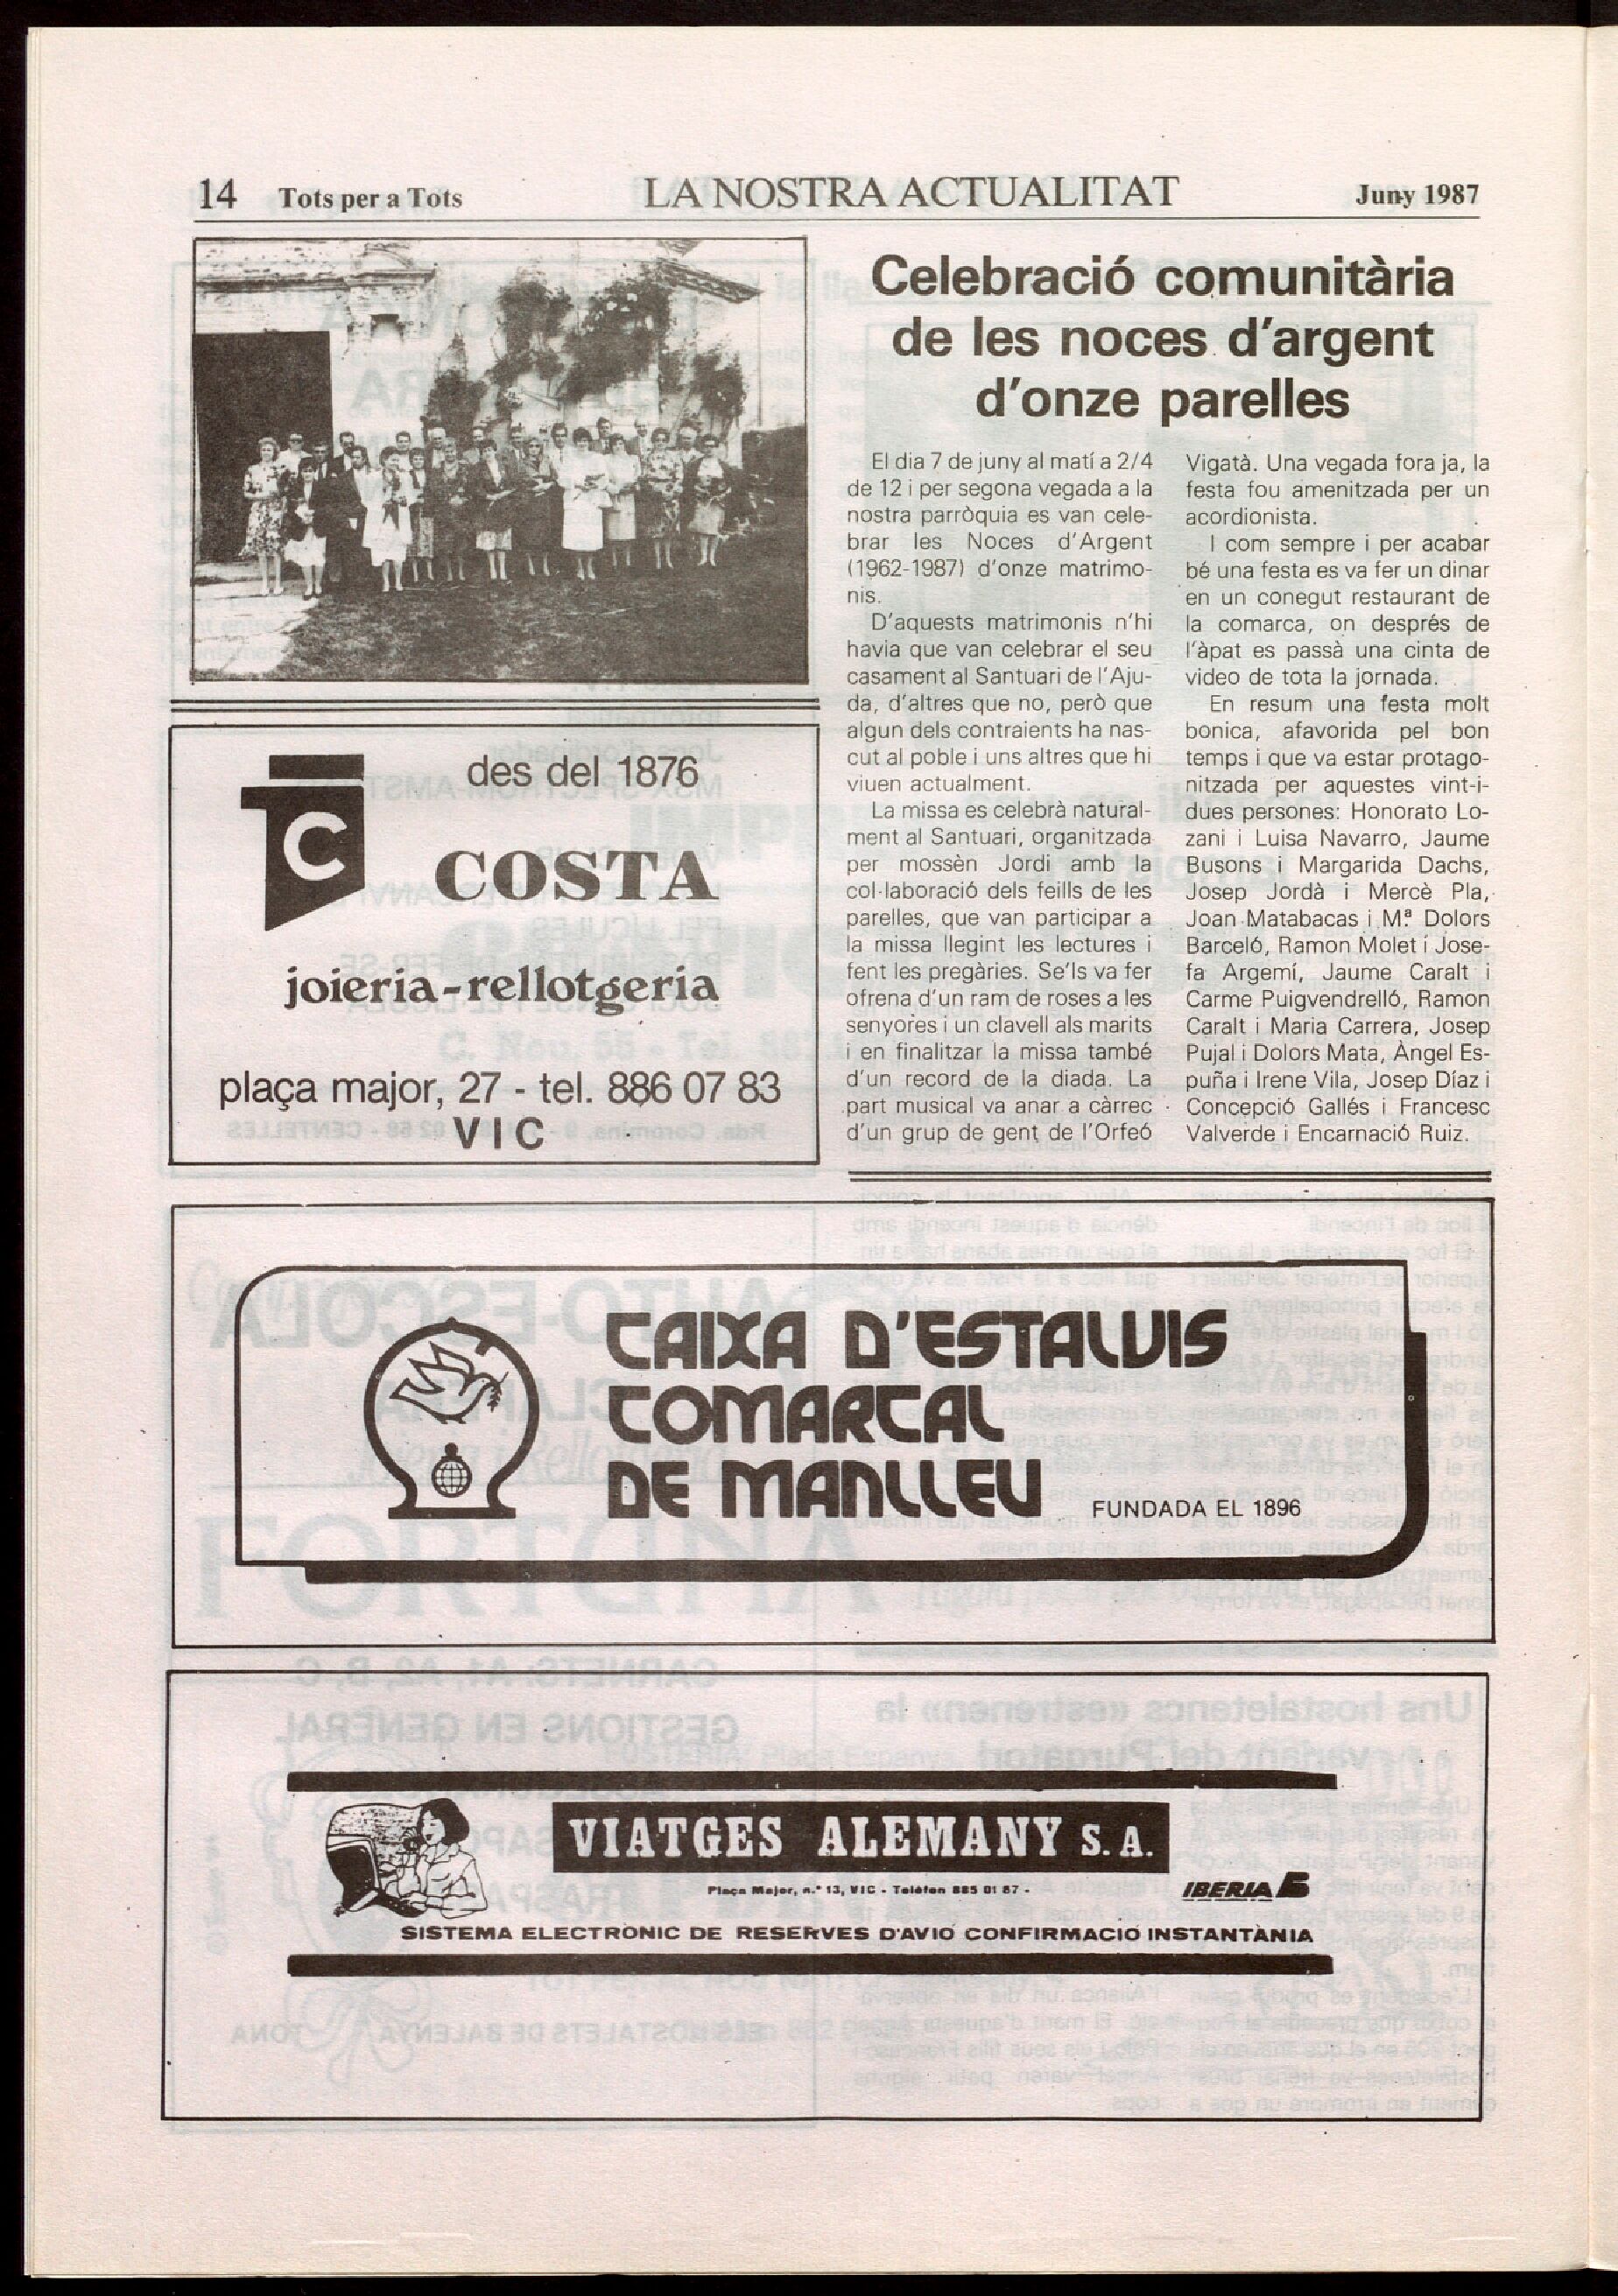 14 Tots per a Tots LA NOSTRA ACTUALITAT Juny 1987
Celebració comunitària
de les noces d'argent
d'onze parelles
El dia 7 de juny al matí a 2/4
de 12 i per segona vegada a la
nostra parròquia es van cele-
brar les Noces d'Argent
(1962-1987) d'onze matrimo-
nis.
D'aquests matrimonis n'hi
havia que van celebrar el seu
casament al Santuari de l'Aju-
da, d'altres que no, però que
algun dels contraients ha nas-
cut al poble i uns altres que hi
viuen actualment.
La missa es celebrà natural-
ment al Santuari, organitzada
per mossèn Jordi amb la
col·laboració dels feills de les
parelles, que van participar a
la missa llegint les lectures i
fent les pregàries. Se'ls va fer
ofrena d'un ram de roses a les
senyores i un clavell als marits
i en finalitzar la missa també
d'un record de la diada. La
part musical va anar a càrrec
d'un grup de gent de l'Orfeó
Vigatà. Una vegada fora ja, la
festa fou amenitzada per un
acordionista.
I com sempre i per acabar
bé una festa es va fer un dinar
en un conegut restaurant de
la comarca, on després de
l'àpat es passà una cinta de
video de tota la jornada.
En resum una festa molt
bonica, afavorida pel bon
temps i que va estar protago-
nitzada per aquestes vint-i-
dues persones: Honorato Lo-
zani i Luisa Navarro, Jaume
Busons i Margarida Dachs,
Josep Jordà i Mercè Pla,
Joan Matabacas i Mª Dolors
Barceló, Ramon Molet i Jose-
fa Argemí, Jaume Caralt i
Carme Puigvendrelló, Ramon
Caralt i Maria Carrera, Josep
Pujal i Dolors Mata, Àngel Es-
puña i Irene Vila, Josep Díaz i
Concepció Gallés i Francesc
Valverde i Encarnació Ruiz.
des del 1876
C
COSTA
joieria-rellotgeria
plaça major, 27 - tel. 886 07 83
VIC
CAIXA D'ESTALVIS
COMARCAL
DE MANLLEU FUNDADA EL 1896
VIATGES ALEMANY S.A.
Plaça Major, n.º 13, VIC - Telèfon 885 01 87 -
IBERIA
SISTEMA ELECTRÒNIC DE RESERVES D'AVIÓ CONFIRMACIÓ INSTANTÀNIA